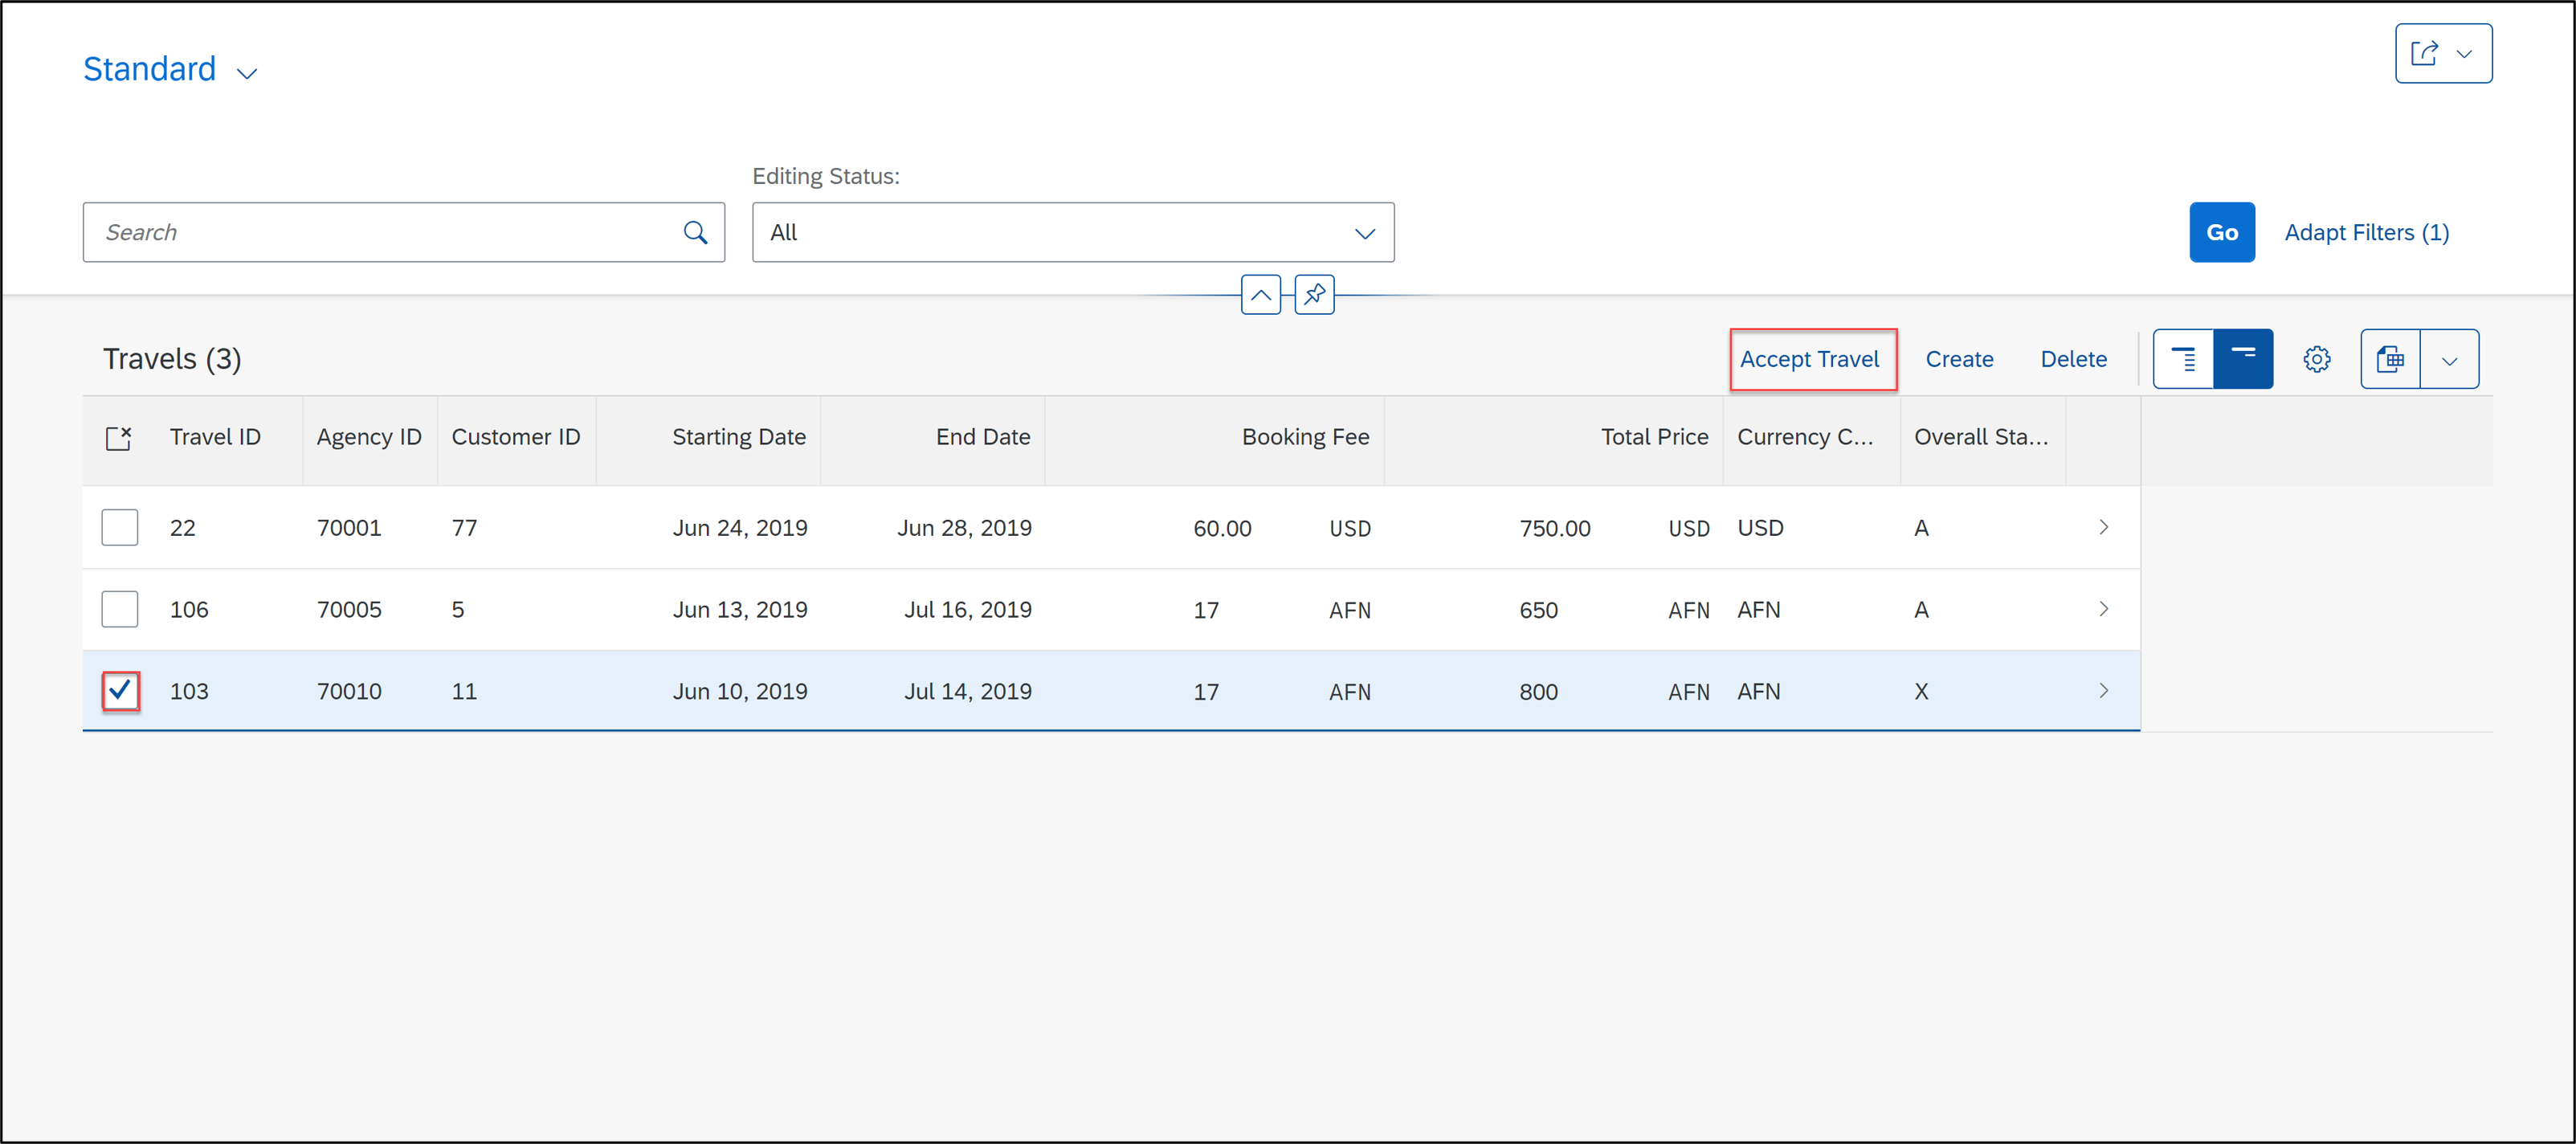 Standard
Editing Status:
Search
All
Go
Adapt Filters (1)
Travels (3)
Accept Travel
Create
Delete
Travel ID Agency ID Customer ID Starting Date End Date Booking Fee Total Price Currency C... Overall Sta...
22 70001 77 Jun 24, 2019 Jun 28, 2019 60.00 USD 750.00 USD USD A
106 70005 5 Jun 13, 2019 Jul 16, 2019 17 AFN 650 AFN AFN A
103 70010 11 Jun 10, 2019 Jul 14, 2019 17 AFN 800 AFN AFN X